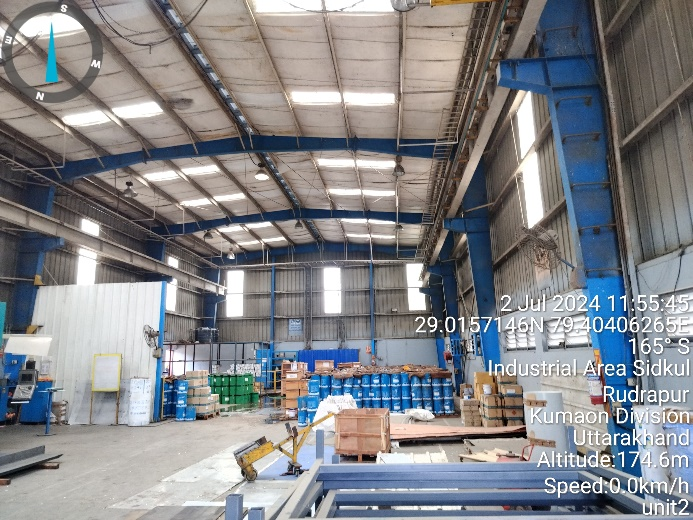 S
E
W
N
2 Jul 2024 11:55:45
29.0157146N 79.40406265E
165° S
Industrial Area Sidkul
Rudrapur
Kumaon Division
Uttarakhand
Altitude:174.6m
Speed:0.0km/h
unit2